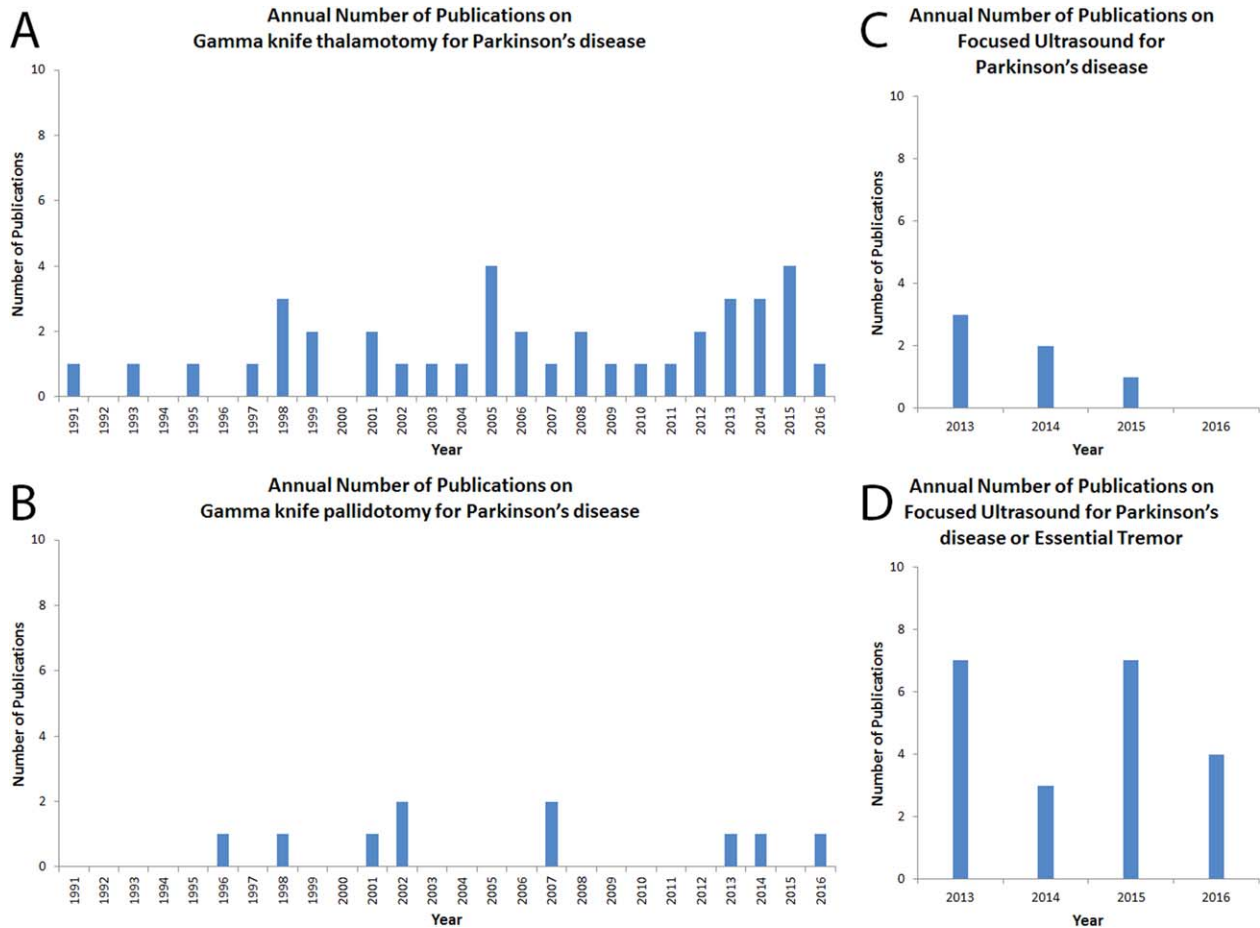 A
Annual Number of Publications on
Gamma knife thalamotomy for Parkinson's disease
Number of Publications
10
8
6
4
2
0
1991 1992 1993 1994 1995 1996 1997 1998 1999 2000 2001 2002 2003 2004 2005 2006 2007 2008 2009 2010 2011 2012 2013 2014 2015 2016
Year
B
Annual Number of Publications on
Gamma knife pallidotomy for Parkinson's disease
Number of Publications
10
8
6
4
2
0
1991 1992 1993 1994 1995 1996 1997 1998 1999 2000 2001 2002 2003 2004 2005 2006 2007 2008 2009 2010 2011 2012 2013 2014 2015 2016
Year
C
Annual Number of Publications on
Focused Ultrasound for
Parkinson's disease
Number of Publications
10
8
6
4
2
0
2013 2014 2015 2016
Year
D
Annual Number of Publications on
Focused Ultrasound for Parkinson's
disease or Essential Tremor
Number of Publications
10
8
6
4
2
0
2013 2014 2015 2016
Year